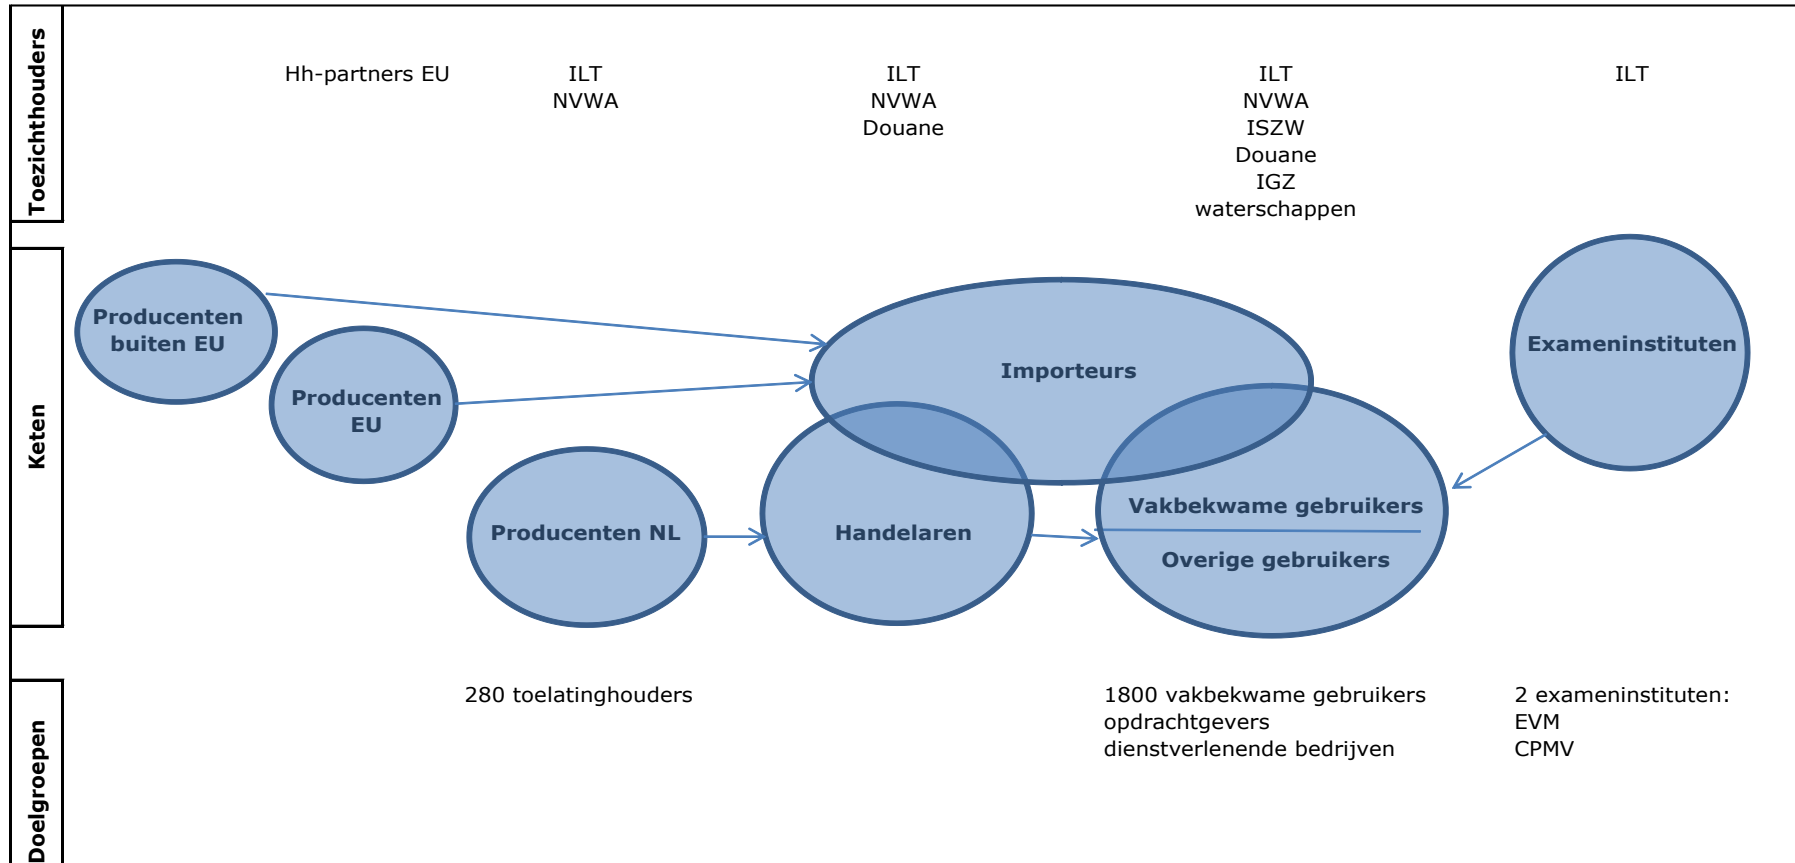 Toezichthouders
Hh-partners EU
ILT
NVWA
ILT
NVWA
Douane
ILT
NVWA
ISZW
Douane
IGZ
waterschappen
ILT
Keten
Producenten
buiten EU
Producenten
EU
Producenten NL
Importeurs
Handelaren
Vakbekwame gebruikers
Overige gebruikers
Exameninstituten
Doelgroepen
280 toelatinghouders
1800 vakbekwame gebruikers
opdrachtgevers
dienstverlenende bedrijven
2 exameninstituten:
EVM
CPMV